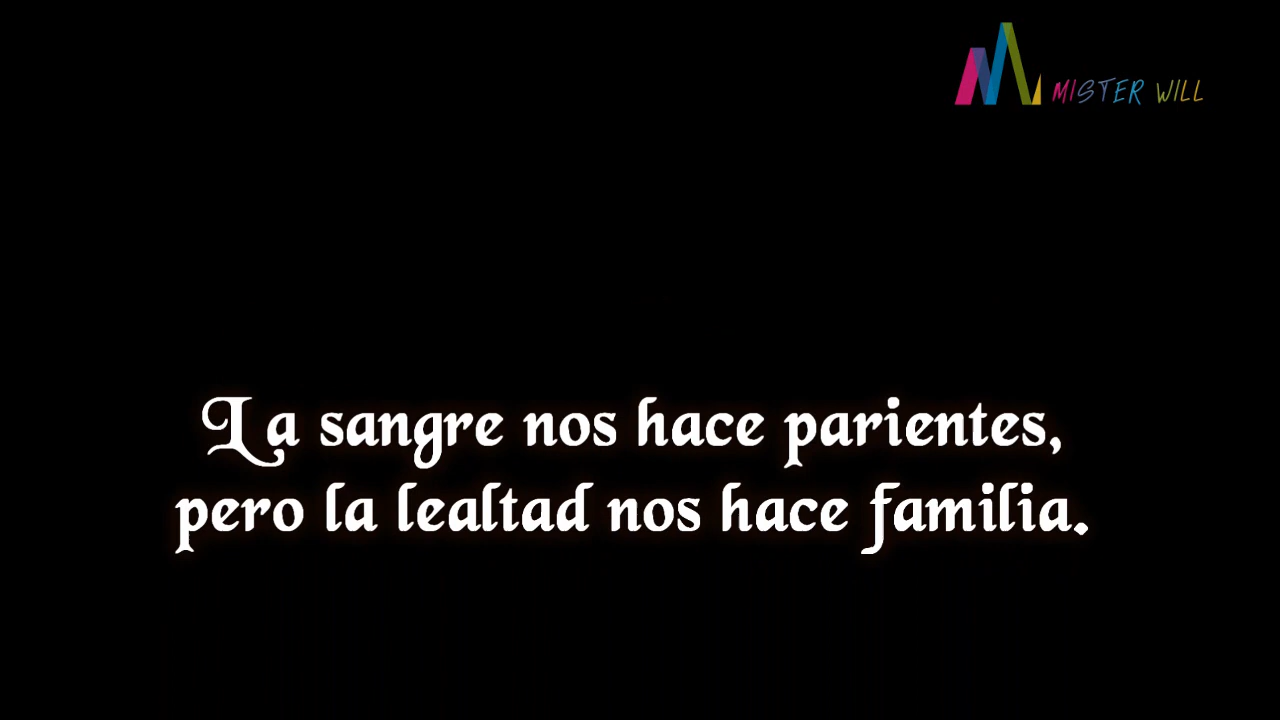 MISTER WILL
La sangre nos hace parientes,
pero la lealtad nos hace familia.